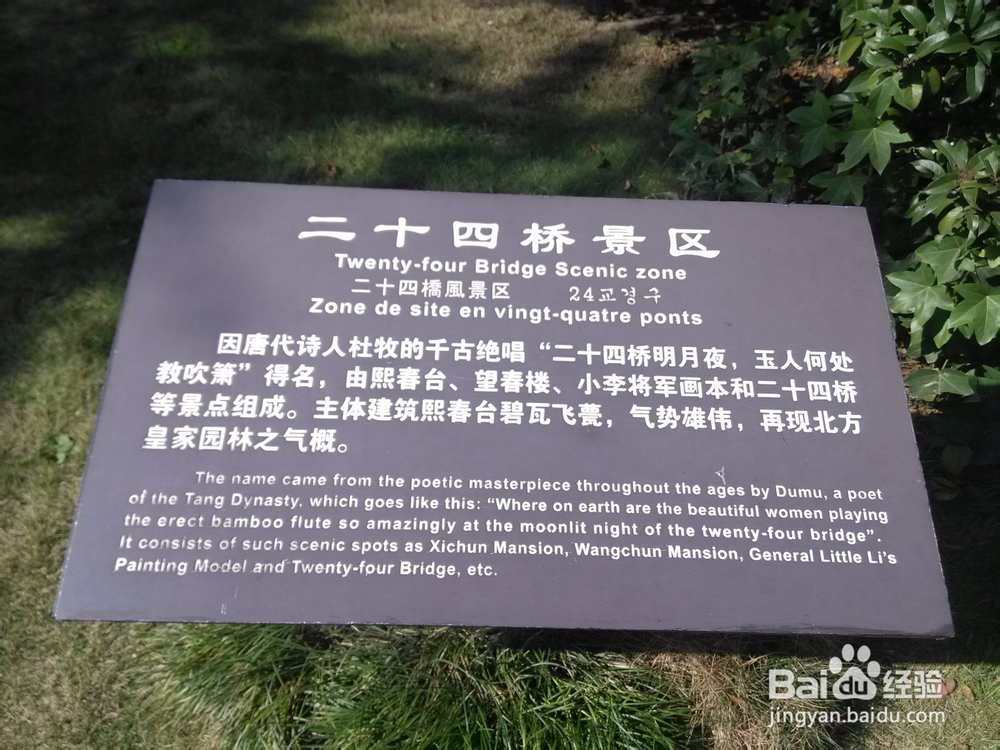 二十四桥景区
Twenty-four Bridge Scenic zone
二十四橋風景区 24교경구
Zone de site en vingt-quatre ponts
因唐代诗人杜牧的千古绝唱“二十四桥明月夜，玉人何处
教吹箫”得名，由熙春台、望春楼、小李将军画本和二十四桥
等景点组成。主体建筑熙春台碧瓦飞甍，气势雄伟，再现北方
皇家园林之气概。
The name came from the poetic masterpiece throughout the ages by Dumu, a poet
of the Tang Dynasty, which goes like this: “Where on earth are the beautiful women playing
the erect bamboo flute so amazingly at the moonlit night of the twenty-four bridge”.
It consists of such scenic spots as Xichun Mansion, Wangchun Mansion, General Little Li's
Painting Model and Twenty-four Bridge, etc.
Baidu经验
jingyan.baidu.com